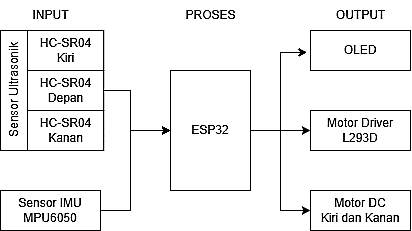 INPUT
PROSES
OUTPUT
Sensor Ultrasonik
HC-SR04
Kiri
HC-SR04
Depan
HC-SR04
Kanan
Sensor IMU
MPU6050
ESP32
OLED
Motor Driver
L293D
Motor DC
Kiri dan Kanan